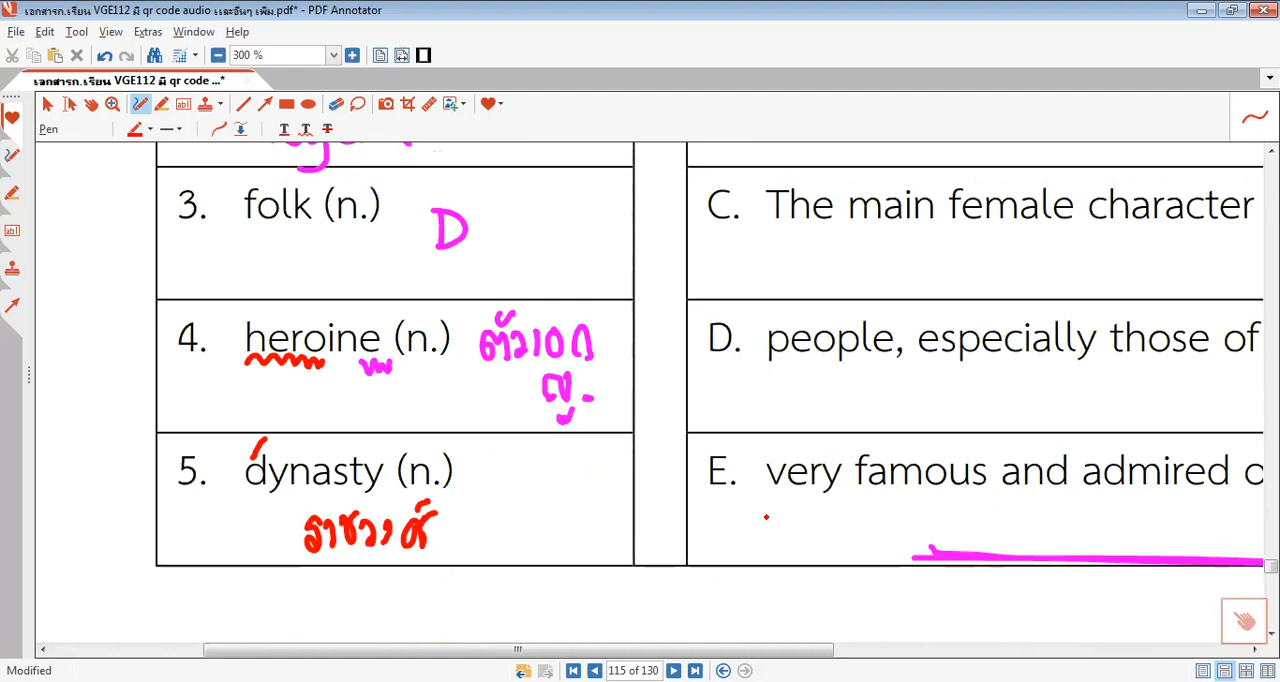 เอกสารก.เรียน VGE112 มี qr code audio และอื่นๆ เพิ่ม.pdf* - PDF Annotator
File Edit Tool View Extras Window Help
300 %
เอกสารก.เรียน VGE112 มี qr code ...*
Pen
3. folk (n.) D
C. The main female character
4. heroine (n.) ตัวเอก
ญ.
D. people, especially those of
5. dynasty (n.)
ราชวงศ์
E. very famous and admired o
115 of 130
Modified